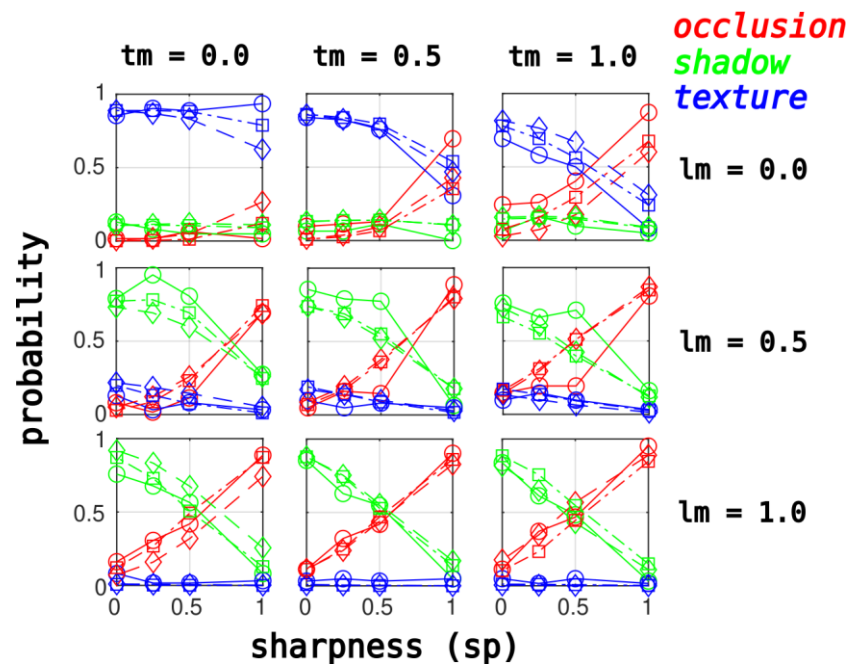 occlusion
shadow
texture
tm = 0.0 tm = 0.5 tm = 1.0
1
0.5
0
lm = 0.0
probability
lm = 0.5
1
0.5
0
lm = 1.0
1
0.5
0
0 0.5 1 0 0.5 1 0 0.5 1
sharpness (sp)